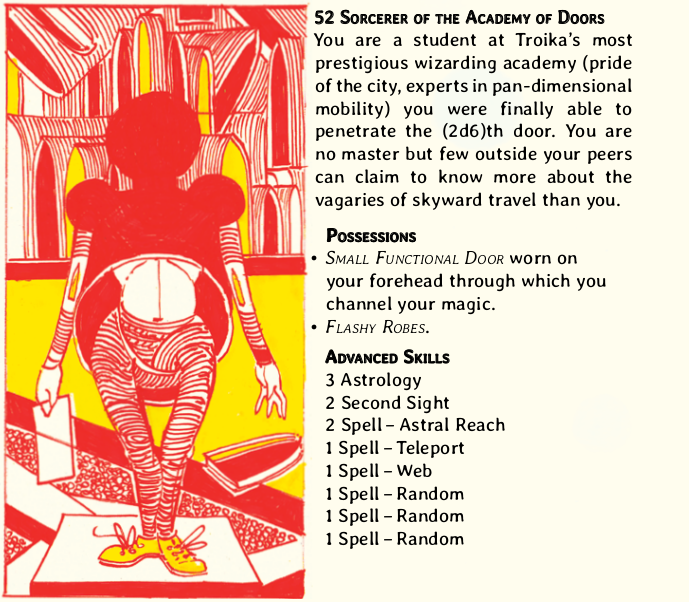 52 Sorcerer of the Academy of Doors
You are a student at Troika's most
prestigious wizarding academy (pride
of the city, experts in pan-dimensional
mobility) you were finally able to
penetrate the (2d6)th door. You are
no master but few outside your peers
can claim to know more about the
vagaries of skyward travel than you.
Possessions
• Small Functional Door worn on
your forehead through which you
channel your magic.
• Flashy Robes.
Advanced Skills
3 Astrology
2 Second Sight
2 Spell – Astral Reach
1 Spell – Teleport
1 Spell – Web
1 Spell – Random
1 Spell – Random
1 Spell – Random